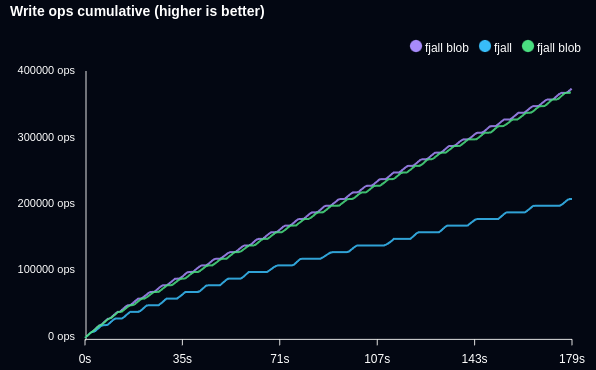 Write ops cumulative (higher is better)
fjall blob fjall fjall blob
400000 ops
300000 ops
200000 ops
100000 ops
0 ops
0s 35s 71s 107s 143s 179s